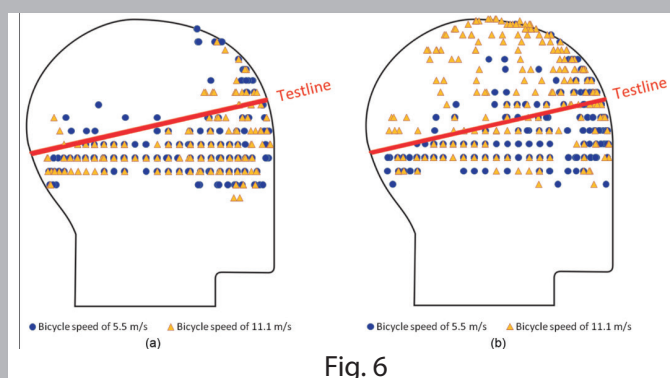 Testline
Testline
Bicycle speed of 5.5 m/s Bicycle speed of 11.1 m/s
Bicycle speed of 5.5 m/s Bicycle speed of 11.1 m/s
(a)
(b)
Fig. 6